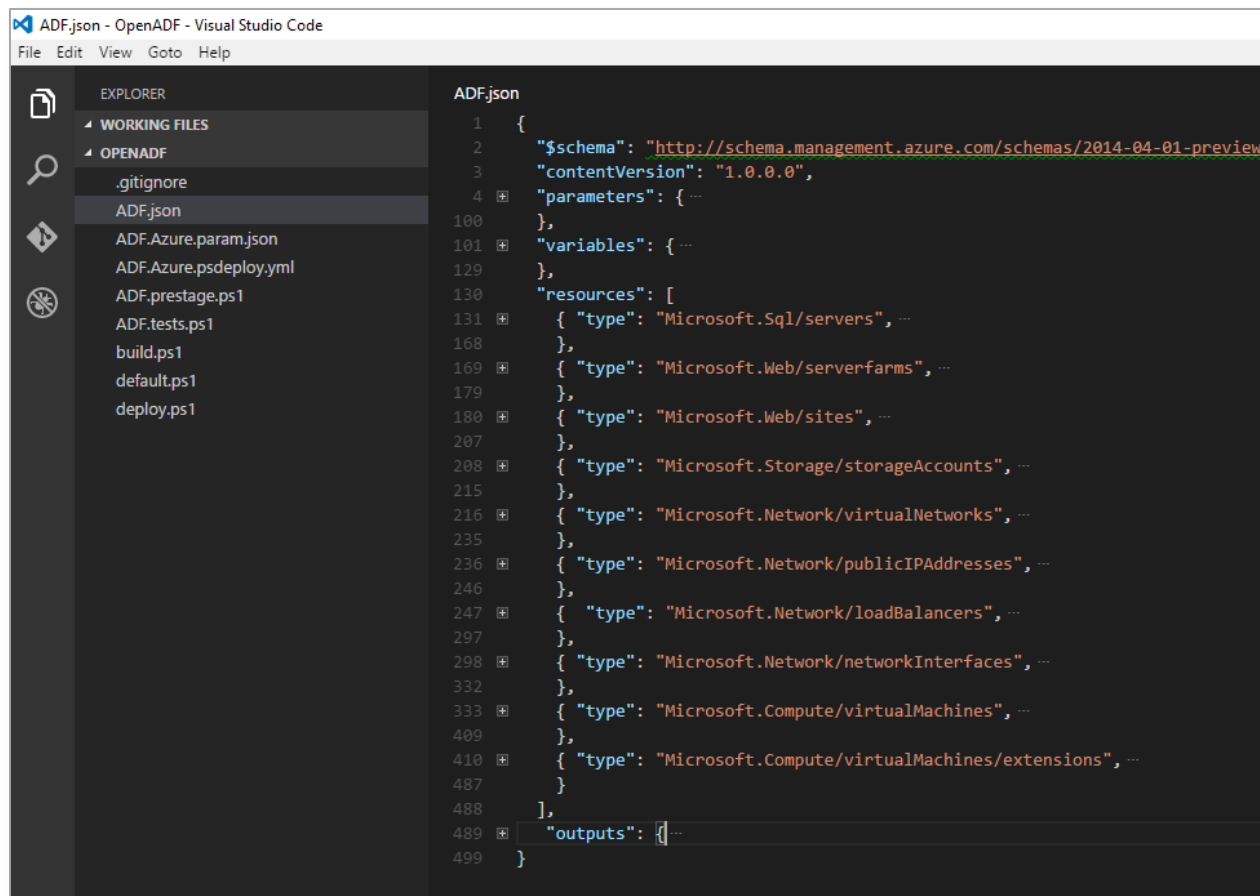 ADF.json - OpenADF - Visual Studio Code
File Edit View Goto Help
EXPLORER
WORKING FILES
OPENADF
.gitignore
ADF.json
ADF.Azure.param.json
ADF.Azure.psdeploy.yml
ADF.prestage.ps1
ADF.tests.ps1
build.ps1
default.ps1
deploy.ps1
ADF.json
1 {
2 "$schema": "http://schema.management.azure.com/schemas/2014-04-01-preview
3 "contentVersion": "1.0.0.0",
4 "parameters": { ...
100 },
101 "variables": { ...
129 },
130 "resources": [
131 { "type": "Microsoft.Sql/servers", ...
168 },
169 { "type": "Microsoft.Web/serverfarms", ...
179 },
180 { "type": "Microsoft.Web/sites", ...
207 },
208 { "type": "Microsoft.Storage/storageAccounts", ...
215 },
216 { "type": "Microsoft.Network/virtualNetworks", ...
235 },
236 { "type": "Microsoft.Network/publicIPAddresses", ...
246 },
247 {  "type": "Microsoft.Network/loadBalancers", ...
297 },
298 { "type": "Microsoft.Network/networkInterfaces", ...
332 },
333 { "type": "Microsoft.Compute/virtualMachines", ...
409 },
410 { "type": "Microsoft.Compute/virtualMachines/extensions", ...
487 }
488 ],
489 "outputs": { ...
499 }